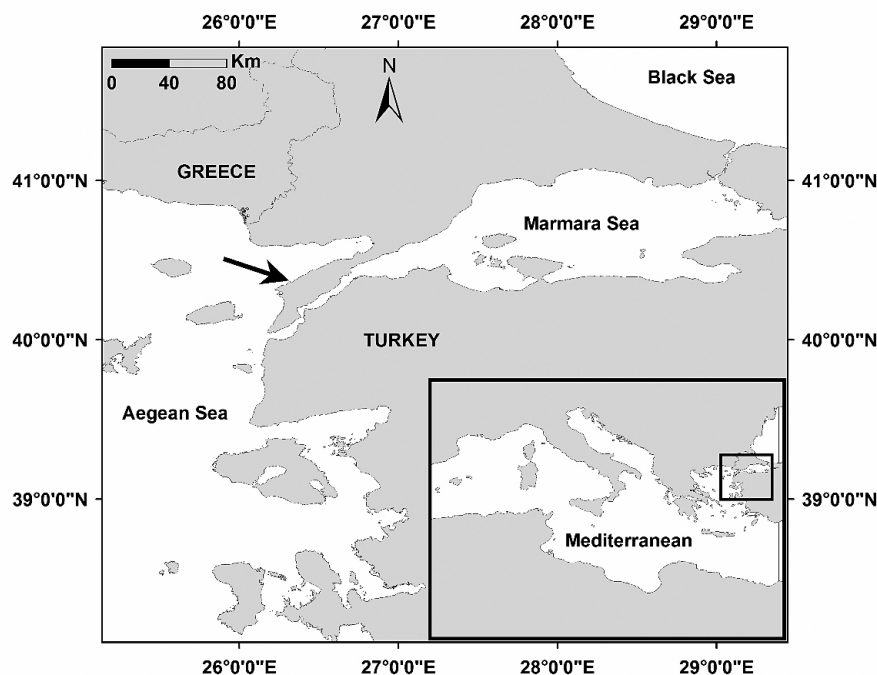 26°0'0"E 27°0'0"E 28°0'0"E 29°0'0"E
Km
0 40 80
N
Black Sea
GREECE
41°0'0"N 41°0'0"N
Marmara Sea
40°0'0"N 40°0'0"N
TURKEY
Aegean Sea
39°0'0"N 39°0'0"N
Mediterranean
26°0'0"E 27°0'0"E 28°0'0"E 29°0'0"E